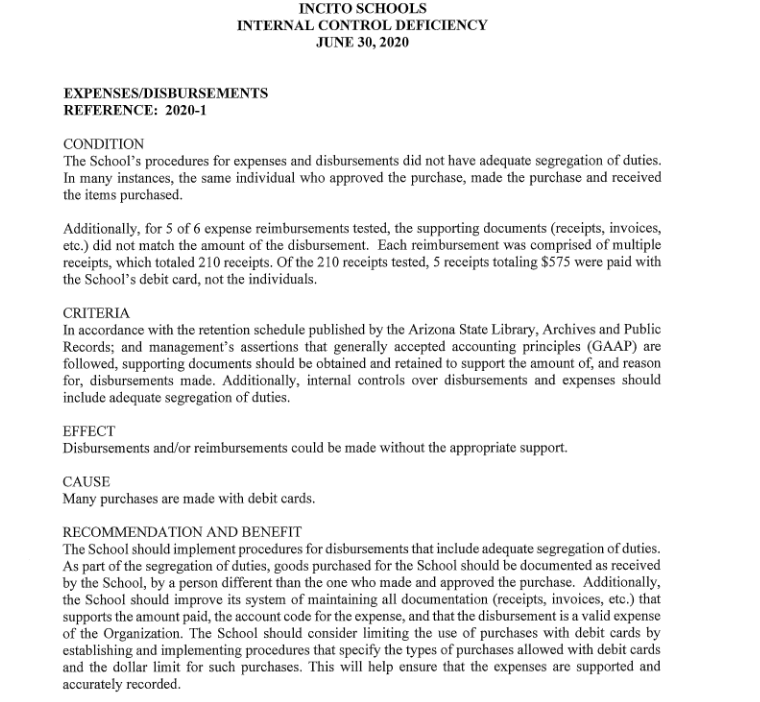 INCITO SCHOOLS
INTERNAL CONTROL DEFICIENCY
JUNE 30, 2020
EXPENSES/DISBURSEMENTS
REFERENCE: 2020-1
CONDITION
The School's procedures for expenses and disbursements did not have adequate segregation of duties.
In many instances, the same individual who approved the purchase, made the purchase and received
the items purchased.
Additionally, for 5 of 6 expense reimbursements tested, the supporting documents (receipts, invoices,
etc.) did not match the amount of the disbursement. Each reimbursement was comprised of multiple
receipts, which totaled 210 receipts. Of the 210 receipts tested, 5 receipts totaling $575 were paid with
the School's debit card, not the individuals.
CRITERIA
In accordance with the retention schedule published by the Arizona State Library, Archives and Public
Records; and management's assertions that generally accepted accounting principles (GAAP) are
followed, supporting documents should be obtained and retained to support the amount of, and reason
for, disbursements made. Additionally, internal controls over disbursements and expenses should
include adequate segregation of duties.
EFFECT
Disbursements and/or reimbursements could be made without the appropriate support.
CAUSE
Many purchases are made with debit cards.
RECOMMENDATION AND BENEFIT
The School should implement procedures for disbursements that include adequate segregation of duties.
As part of the segregation of duties, goods purchased for the School should be documented as received
by the School, by a person different than the one who made and approved the purchase. Additionally,
the School should improve its system of maintaining all documentation (receipts, invoices, etc.) that
supports the amount paid, the account code for the expense, and that the disbursement is a valid expense
of the Organization. The School should consider limiting the use of purchases with debit cards by
establishing and implementing procedures that specify the types of purchases allowed with debit cards
and the dollar limit for such purchases. This will help ensure that the expenses are supported and
accurately recorded.